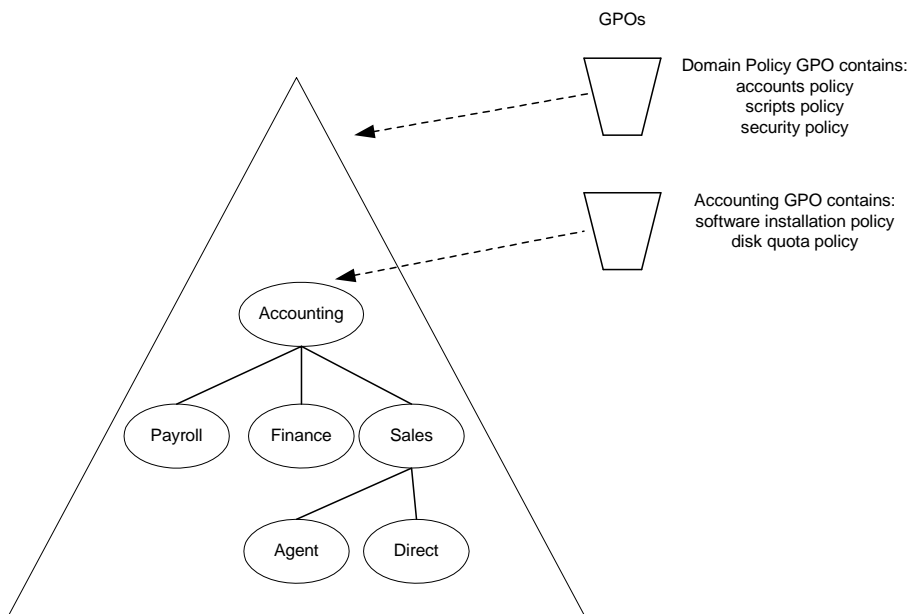 GPOs
Domain Policy GPO contains:
accounts policy
scripts policy
security policy
Accounting GPO contains:
software installation policy
disk quota policy
Accounting
Payroll
Finance
Sales
Agent
Direct